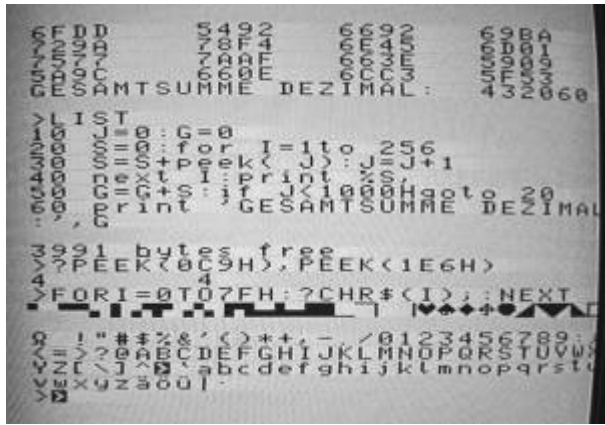 6FDD 5492 6692 69BA
729A 78F4 6E45 6D01
7577 7AAF 663E 5909
5A9C 660E 6CC3 5F53
GESAMTSUMME DEZIMAL: 432060
>LIST
10 J=0:G=0
20 S=0:for I=1to 256
30 S=S+peek( J):J=J+1
40 next I:print %S,
50 G=G+S:if J<1000Hgoto 20
60 print 'GESAMTSUMME DEZIMAL
:',G
3991 bytes free
>?PEEK(0C9H),PEEK(1E6H)
4 4
>FORI=0TO7FH:?CHR$(I);:NEXT
Ω !"#$%&'()*+,-./0123456789:;
<=>?@ABCDEFGHIJKLMNOPQRSTUVWX
YZ[\]^ `abcdefghijklmnopqrstu
vwxyzäöü|
>